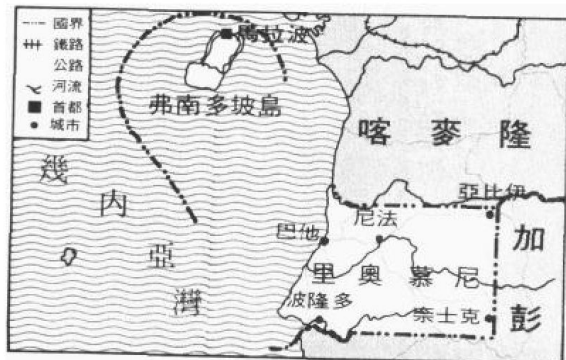 國界
鐵路
公路
河流
首都
城市
馬拉波
弗南多坡島
喀麥隆
幾內亞灣
亞比伊
尼法
巴他
加彭
里奧慕尼
波隆多
奈士克